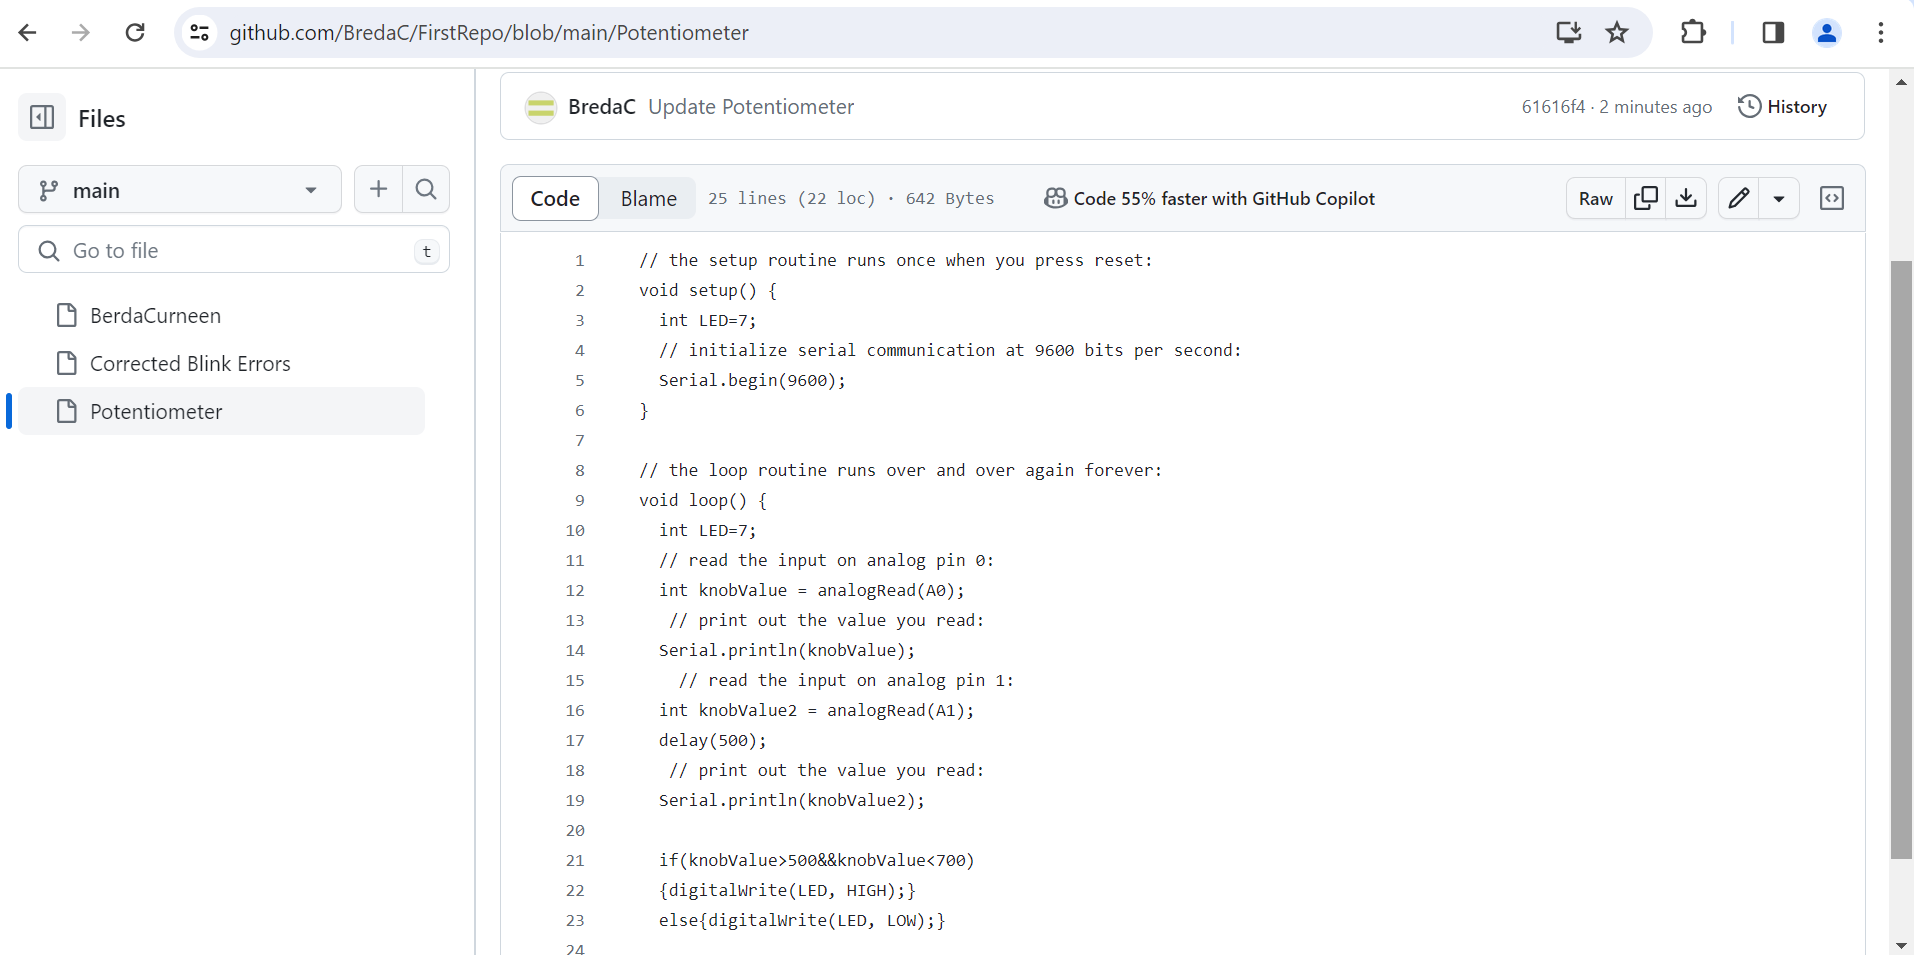 github.com/BredaC/FirstRepo/blob/main/Potentiometer
Files
main
Go to file
t
BerdaCurneen
Corrected Blink Errors
Potentiometer
BredaC Update Potentiometer
61616f4 · 2 minutes ago
History
Code
Blame
25 lines (22 loc) · 642 Bytes
Code 55% faster with GitHub Copilot
Raw
1 // the setup routine runs once when you press reset:
2 void setup() {
3 int LED=7;
4 // initialize serial communication at 9600 bits per second:
5 Serial.begin(9600);
6 }
7
8 // the loop routine runs over and over again forever:
9 void loop() {
10 int LED=7;
11 // read the input on analog pin 0:
12 int knobValue = analogRead(A0);
13 // print out the value you read:
14 Serial.println(knobValue);
15 // read the input on analog pin 1:
16 int knobValue2 = analogRead(A1);
17 delay(500);
18 // print out the value you read:
19 Serial.println(knobValue2);
20
21 if(knobValue>500&&knobValue<700)
22 {digitalWrite(LED, HIGH);}
23 else{digitalWrite(LED, LOW);}
24